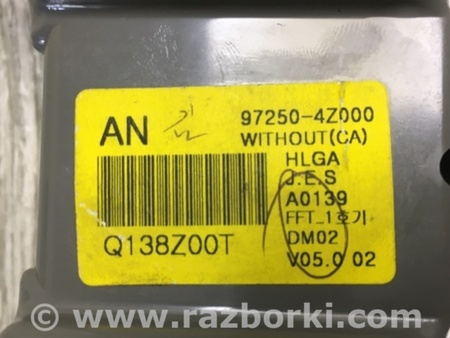 AN 97250-4Z000
WITHOUT(CA)
HLGA
J.E.S
A0139
FFT_1호기
DM02
Q138Z00T
V05.0 02
www.razborki.com